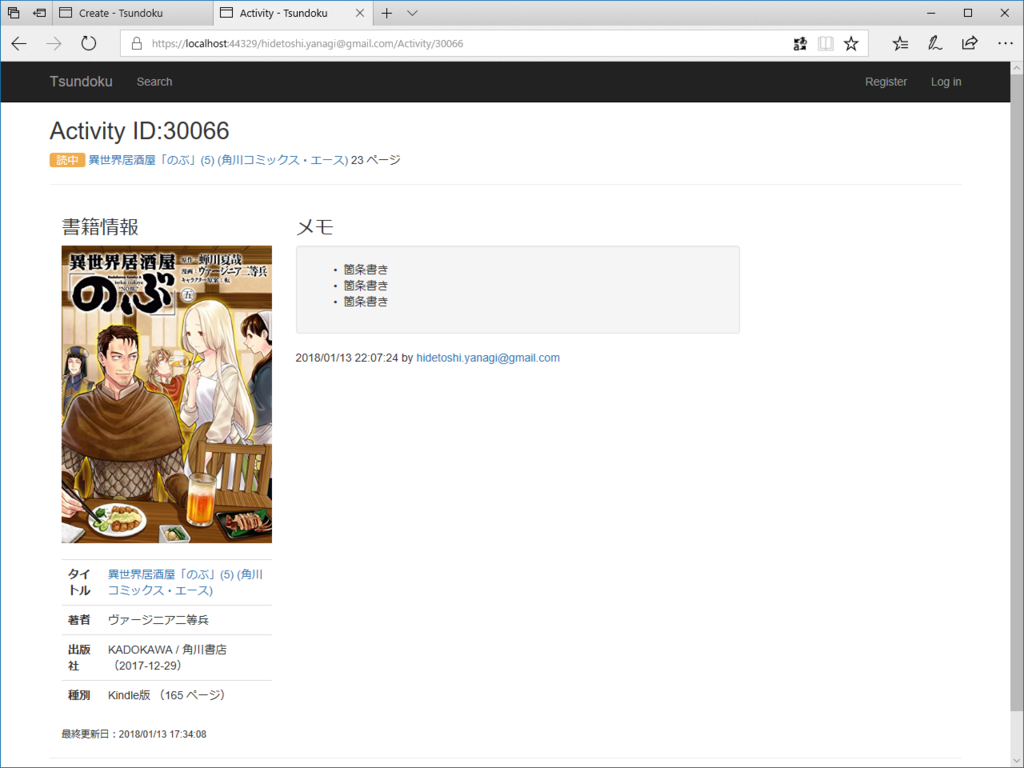 Create - Tsundoku
Activity - Tsundoku
https://localhost:44329/hidetoshi.yanagi@gmail.com/Activity/30066
Tsundoku Search Register Log in
Activity ID:30066
読中 異世界居酒屋「のぶ」(5) (角川コミックス・エース) 23 ページ
書籍情報
異世界居酒屋
のぶ
五
原作:蝉川夏哉
漫画:ヴァージニア二等兵
キャラクター原案:転
タイトル 異世界居酒屋「のぶ」(5) (角川
コミックス・エース)
著者 ヴァージニア二等兵
出版社 KADOKAWA / 角川書店
(2017-12-29)
種別 Kindle版 (165 ページ)
最終更新日:2018/01/13 17:34:08
メモ
• 箇条書き
• 箇条書き
• 箇条書き
2018/01/13 22:07:24 by hidetoshi.yanagi@gmail.com